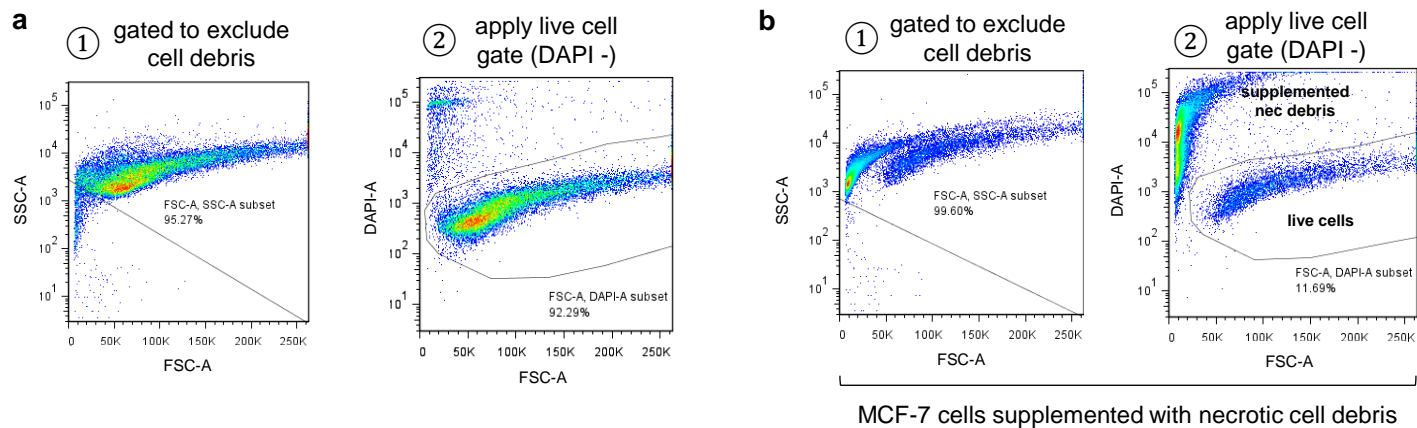 a
1 gated to exclude
cell debris
SSC-A
10^5
10^4
10^3
10^2
10^1
FSC-A, SSC-A subset
95.27%
0 50K 100K 150K 200K 250K
FSC-A
2 apply live cell
gate (DAPI -)
DAPI-A
10^5
10^4
10^3
10^2
10^1
FSC-A, DAPI-A subset
92.29%
0 50K 100K 150K 200K 250K
FSC-A
b
1 gated to exclude
cell debris
SSC-A
10^5
10^4
10^3
10^2
10^1
FSC-A, SSC-A subset
99.60%
0 50K 100K 150K 200K 250K
FSC-A
2 apply live cell
gate (DAPI -)
DAPI-A
10^5
10^4
10^3
10^2
10^1
supplemented
nec debris
live cells
FSC-A, DAPI-A subset
11.69%
0 50K 100K 150K 200K 250K
FSC-A
MCF-7 cells supplemented with necrotic cell debris